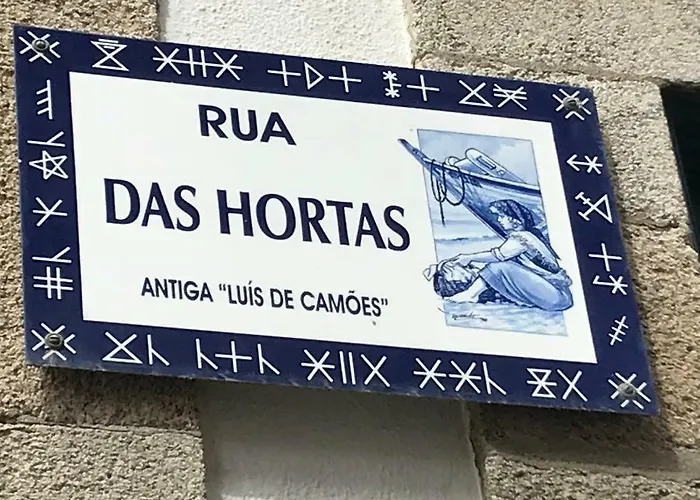 RUA
DAS HORTAS
ANTIGA "LUÍS DE CAMÕES"